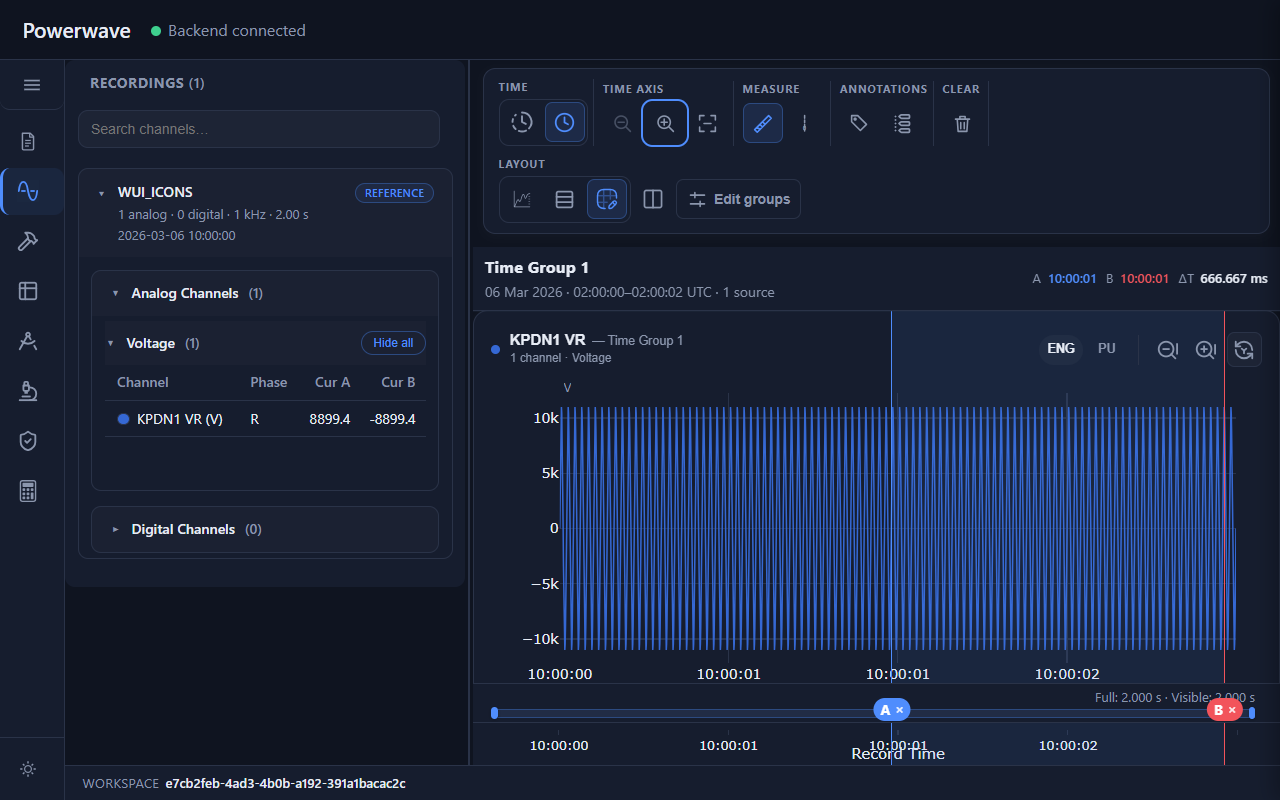 Powerwave
Backend connected
RECORDINGS (1)
Search channels...
WUI_ICONS
REFERENCE
1 analog · 0 digital · 1 kHz · 2.00 s
2026-03-06 10:00:00
Analog Channels (1)
Voltage (1)
Hide all
Channel Phase Cur A Cur B
KPDN1 VR (V) R 8899.4 -8899.4
Digital Channels (0)
TIME
TIME AXIS
MEASURE
ANNOTATIONS
CLEAR
LAYOUT
Edit groups
Time Group 1
06 Mar 2026 · 02:00:00–02:00:02 UTC · 1 source
A 10:00:01 B 10:00:01 ΔT 666.667 ms
KPDN1 VR — Time Group 1
1 channel · Voltage
ENG PU
V
10k
5k
0
−5k
−10k
10:00:00 10:00:01 10:00:01 10:00:02
Full: 2.000 s · Visible: 2.000 s
A ×
B ×
10:00:00 10:00:01 10:00:01 10:00:02
Record Time
WORKSPACE e7cb2feb-4ad3-4b0b-a192-391a1bacac2c